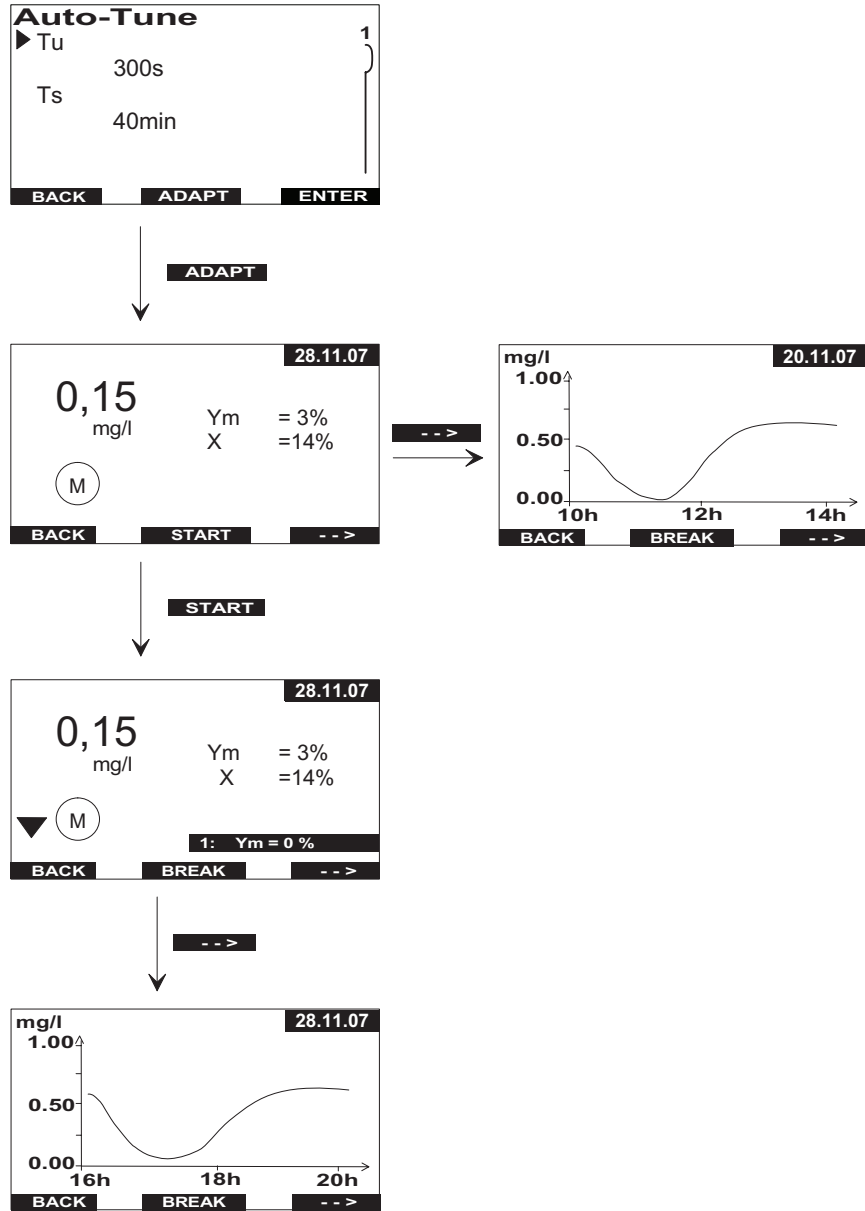 Auto-Tune
1
Tu
300s
Ts
40min
BACK ADAPT ENTER
ADAPT
28.11.07
0,15
mg/l
Ym = 3%
X =14%
M
BACK START - - >
- - >
mg/l 20.11.07
1.00
0.50
0.00
10h 12h 14h
BACK BREAK - - >
START
28.11.07
0,15
mg/l
Ym = 3%
X =14%
M
1: Ym = 0 %
BACK BREAK - - >
- - >
mg/l 28.11.07
1.00
0.50
0.00
16h 18h 20h
BACK BREAK - - >